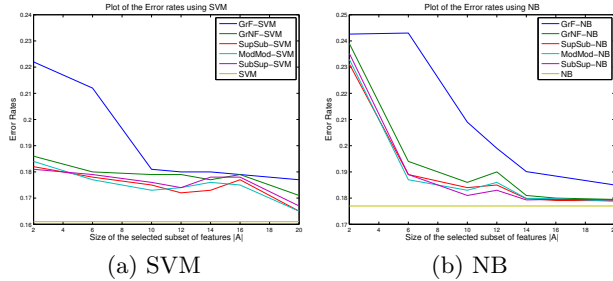 Plot of the Error rates using SVM
0.24
0.23
0.22
0.21
0.2
0.19
0.18
0.17
0.16
2
4
6
8
10
12
14
16
18
20
Error Rates
Size of the selected subset of features |A|
GrF−SVM
GrNF−SVM
SupSub−SVM
ModMod−SVM
SubSup−SVM
SVM
(a) SVM
Plot of the Error rates using NB
0.25
0.24
0.23
0.22
0.21
0.2
0.19
0.18
0.17
2
4
6
8
10
12
14
16
18
20
Error Rates
Size of the selected subset of features |A|
GrF−NB
GrNF−NB
SupSub−NB
ModMod−NB
SubSup−NB
NB
(b) NB